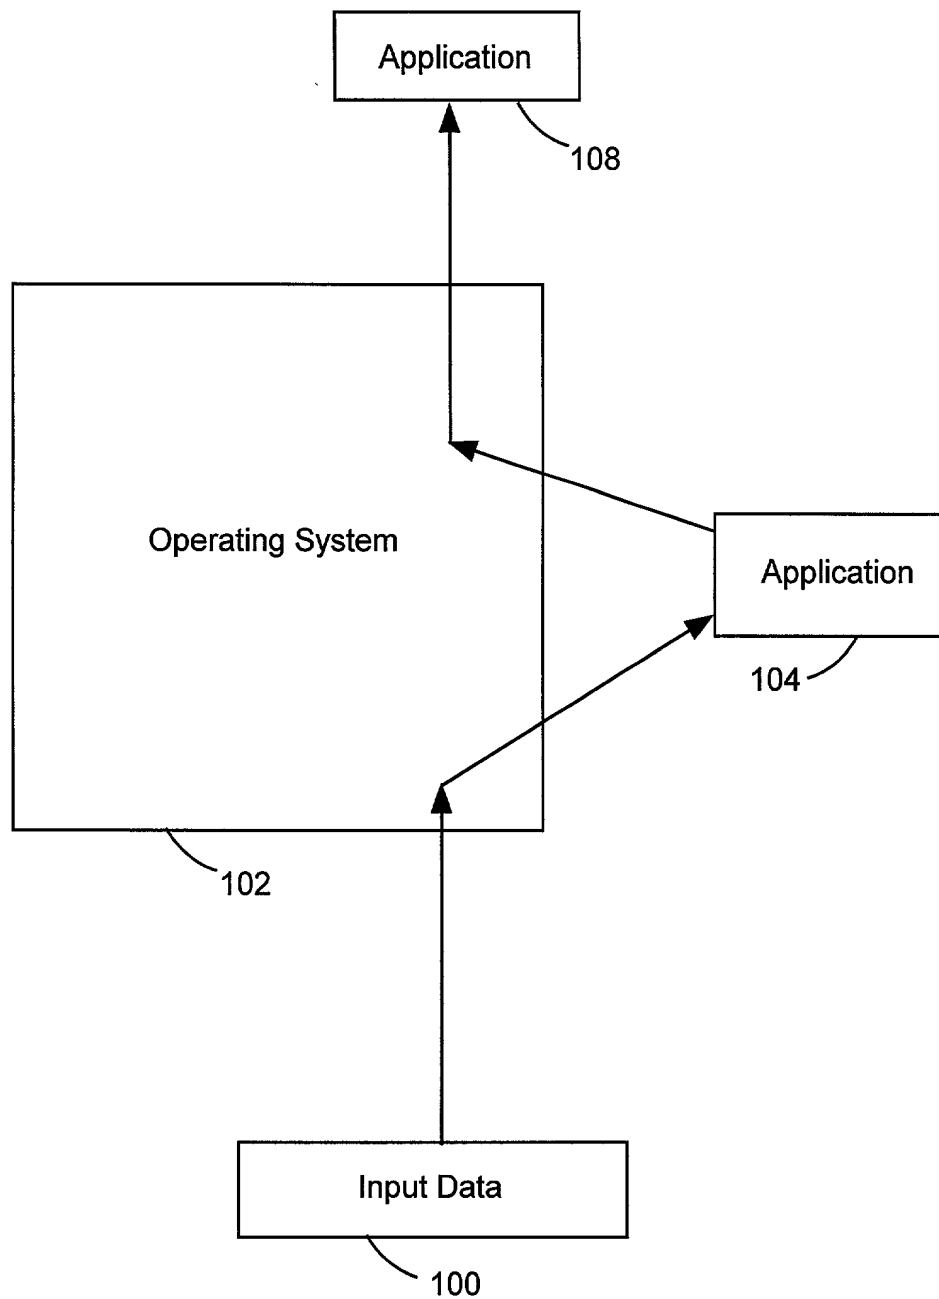 Application
108
Operating System
Application
104
102
Input Data
100